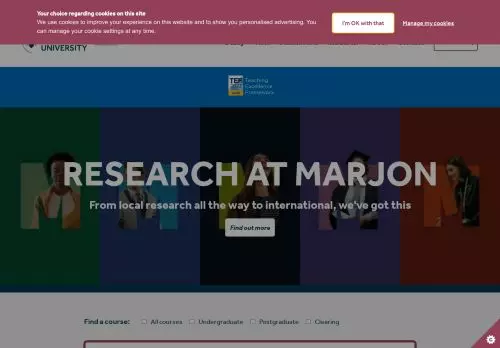 Your choice regarding cookies on this site
We use cookies to improve your experience on this website and to show you personalised advertising. You
can manage your cookie settings at any time.
I'm OK with that
Manage my cookies
UNIVERSITY
TEF
Teaching
Excellence
Framework
RESEARCH AT MARJON
From local research all the way to international, we've got this
Find out more
Find a course:
All courses
Undergraduate
Postgraduate
Clearing